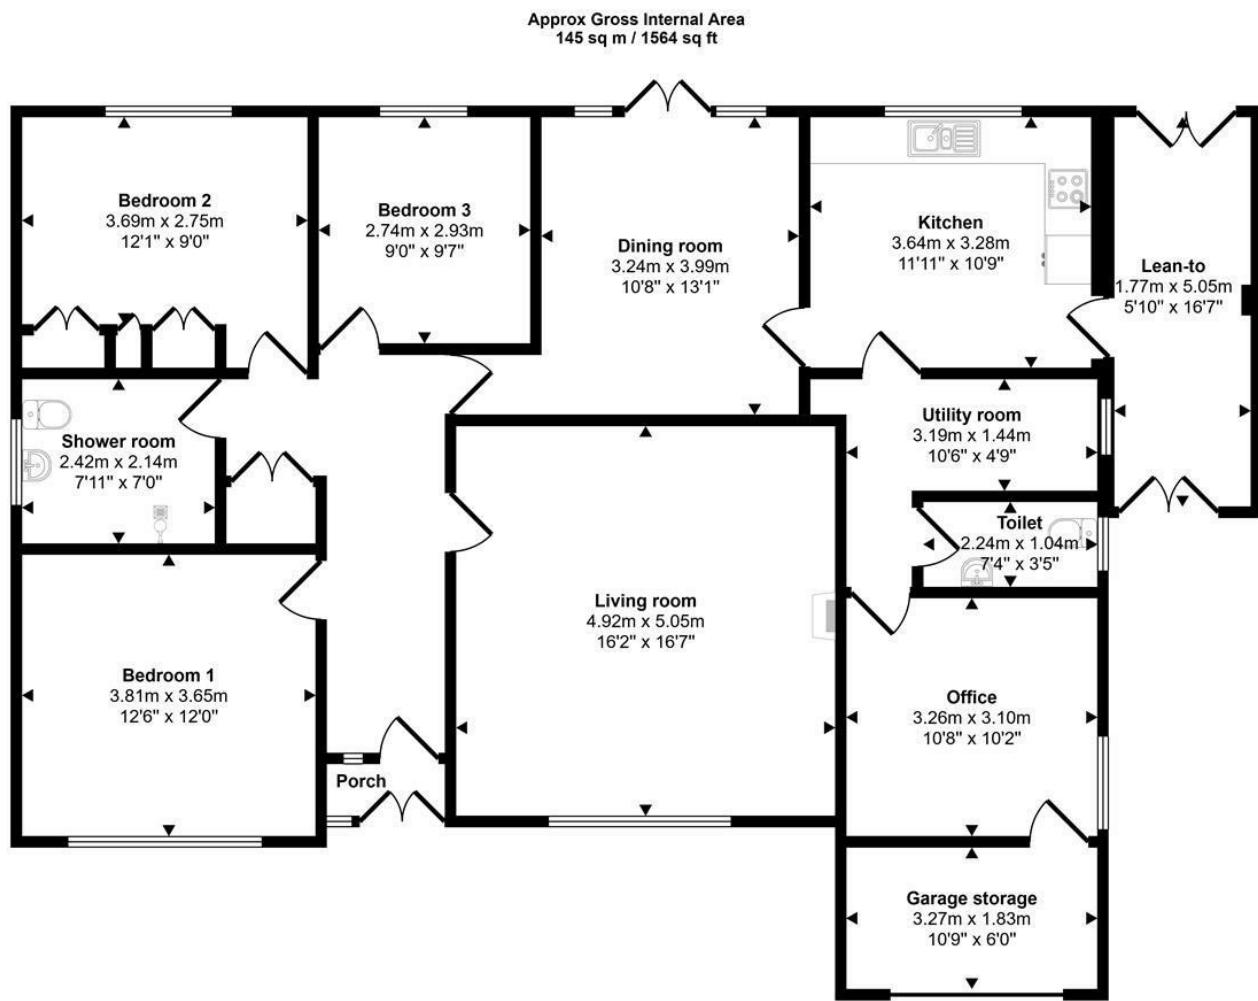 Approx Gross Internal Area
145 sq m / 1564 sq ft
Bedroom 2
3.69m x 2.75m
12'1" x 9'0"
Bedroom 3
2.74m x 2.93m
9'0" x 9'7"
Dining room
3.24m x 3.99m
10'8" x 13'1"
Kitchen
3.64m x 3.28m
11'11" x 10'9"
Lean-to
1.77m x 5.05m
5'10" x 16'7"
Shower room
2.42m x 2.14m
7'11" x 7'0"
Utility room
3.19m x 1.44m
10'6" x 4'9"
Toilet
2.24m x 1.04m
7'4" x 3'5"
Living room
4.92m x 5.05m
16'2" x 16'7"
Bedroom 1
3.81m x 3.65m
12'6" x 12'0"
Office
3.26m x 3.10m
10'8" x 10'2"
Porch
Garage storage
3.27m x 1.83m
10'9" x 6'0"